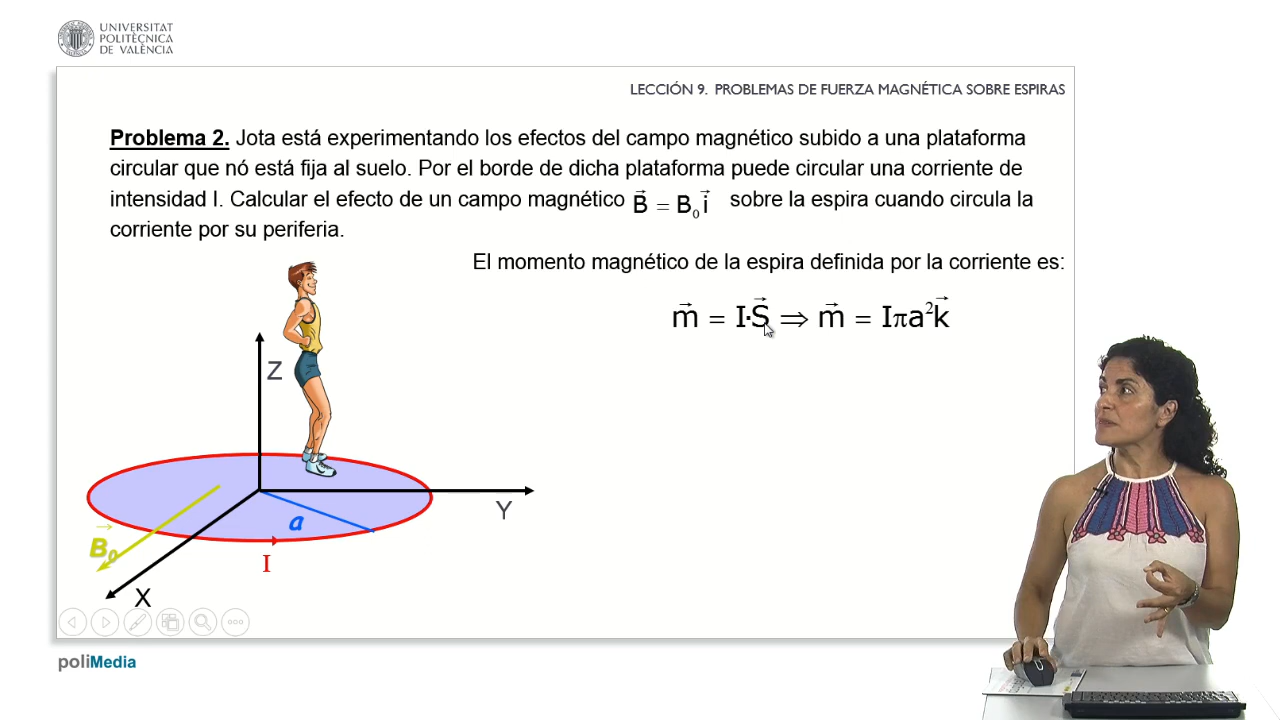 UNIVERSITAT
POLITÈCNICA
DE VALÈNCIA
LECCIÓN 9. PROBLEMAS DE FUERZA MAGNÉTICA SOBRE ESPIRAS
Problema 2. Jota está experimentando los efectos del campo magnético subido a una plataforma
circular que nó está fija al suelo. Por el borde de dicha plataforma puede circular una corriente de
intensidad I. Calcular el efecto de un campo magnético B⃗ = B₀i⃗ sobre la espira cuando circula la
corriente por su periferia.
El momento magnético de la espira definida por la corriente es:
m⃗ = I·S⃗ ⇒ m⃗ = Iπa²k⃗
Z
Y
a
B⃗₀
I
X
poliMedia